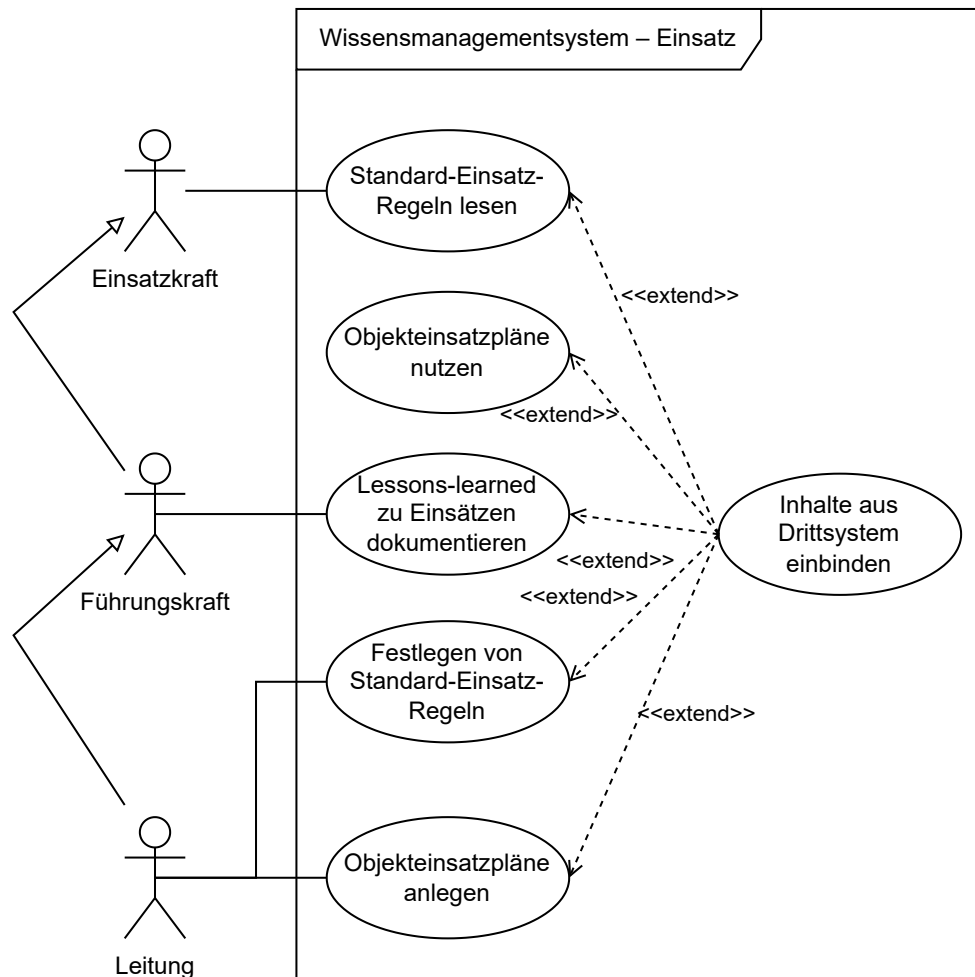 Wissensmanagementsystem – Einsatz
Standard-Einsatz-
Regeln lesen
Einsatzkraft
<<extend>>
Objekteinsatzpläne
nutzen
<<extend>>
Lessons-learned
zu Einsätzen
dokumentieren
Inhalte aus
Drittsystem
einbinden
<<extend>>
<<extend>>
Führungskraft
Festlegen von
Standard-Einsatz-
Regeln
<<extend>>
Objekteinsatzpläne
anlegen
Leitung